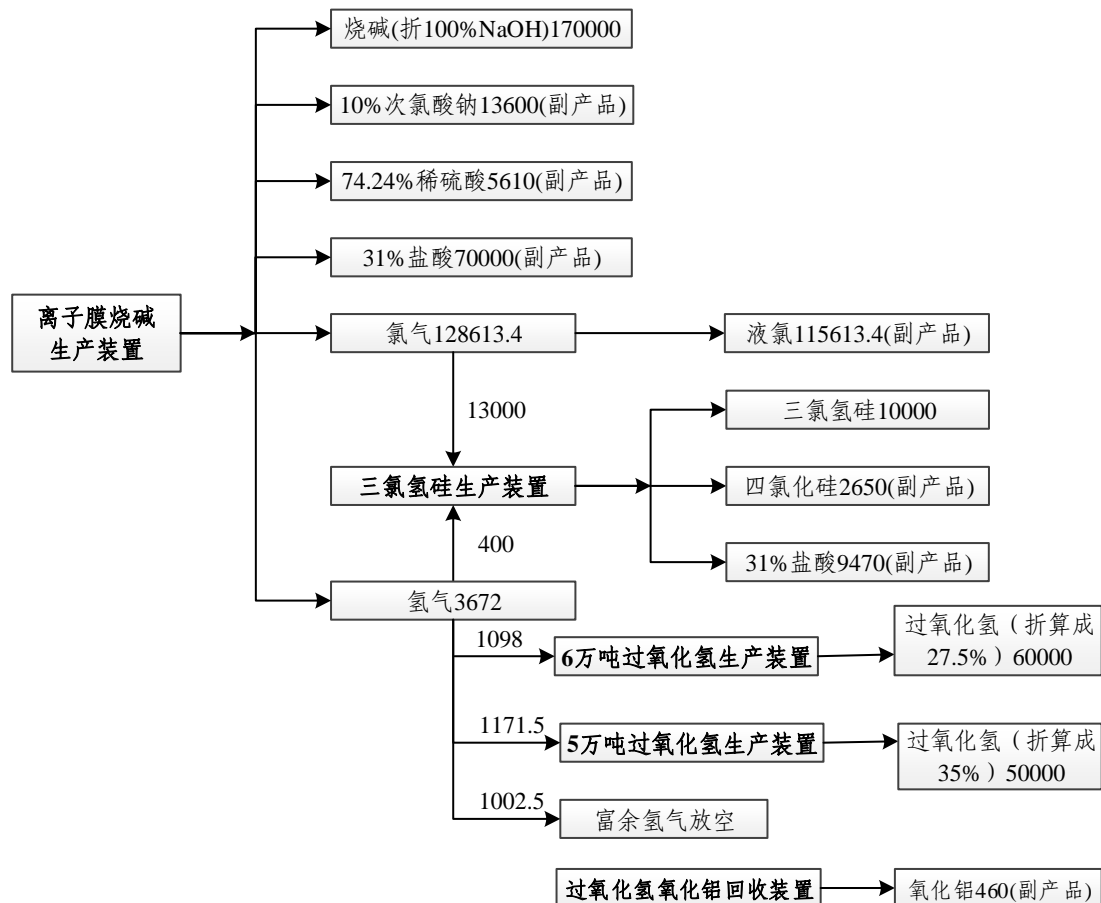 烧碱(折100%NaOH)170000
10%次氯酸钠13600(副产品)
74.24%稀硫酸5610(副产品)
31%盐酸70000(副产品)
离子膜烧碱
生产装置
氯气128613.4
液氯115613.4(副产品)
13000
三氯氢硅10000
三氯氢硅生产装置
四氯化硅2650(副产品)
400
31%盐酸9470(副产品)
氢气3672
1098
6万吨过氧化氢生产装置
过氧化氢（折算成
27.5%）60000
1171.5
5万吨过氧化氢生产装置
过氧化氢（折算成
35%）50000
1002.5
富余氢气放空
过氧化氢氧化铝回收装置
氧化铝460(副产品)